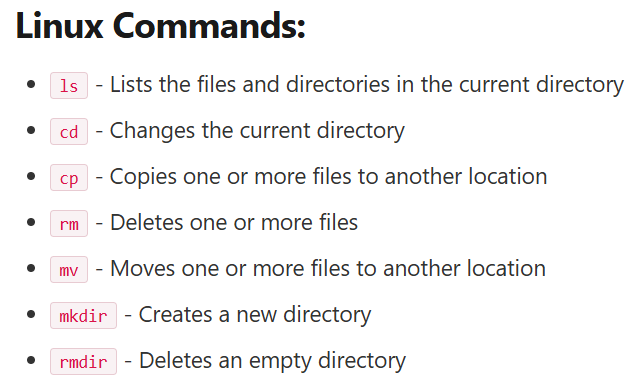 Linux Commands:
• ls - Lists the files and directories in the current directory
• cd - Changes the current directory
• cp - Copies one or more files to another location
• rm - Deletes one or more files
• mv - Moves one or more files to another location
• mkdir - Creates a new directory
• rmdir - Deletes an empty directory